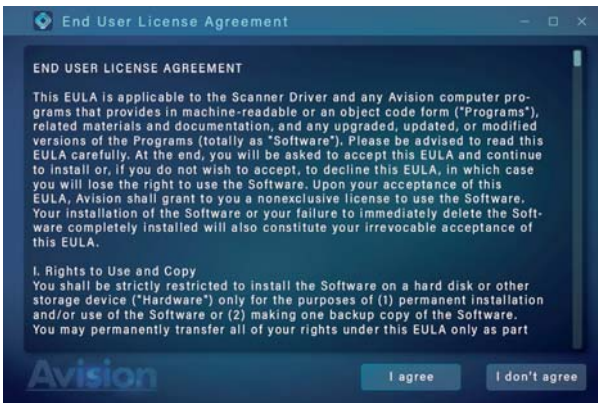 End User License Agreement
END USER LICENSE AGREEMENT
This EULA is applicable to the Scanner Driver and any Avision computer pro-
grams that provides in machine-readable or an object code form ("Programs"),
related materials and documentation, and any upgraded, updated, or modified
versions of the Programs (totally as "Software"). Please be advised to read this
EULA carefully. At the end, you will be asked to accept this EULA and continue
to install or, if you do not wish to accept, to decline this EULA, in which case
you will lose the right to use the Software. Upon your acceptance of this
EULA, Avision shall grant to you a nonexclusive license to use the Software.
Your installation of the Software or your failure to immediately delete the Soft-
ware completely installed will also constitute your irrevocable acceptance of
this EULA.
I. Rights to Use and Copy
You shall be strictly restricted to install the Software on a hard disk or other
storage device ("Hardware") only for the purposes of (1) permanent installation
and/or use of the Software or (2) making one backup copy of the Software.
You may permanently transfer all of your rights under this EULA only as part
Avision
I agree
I don't agree